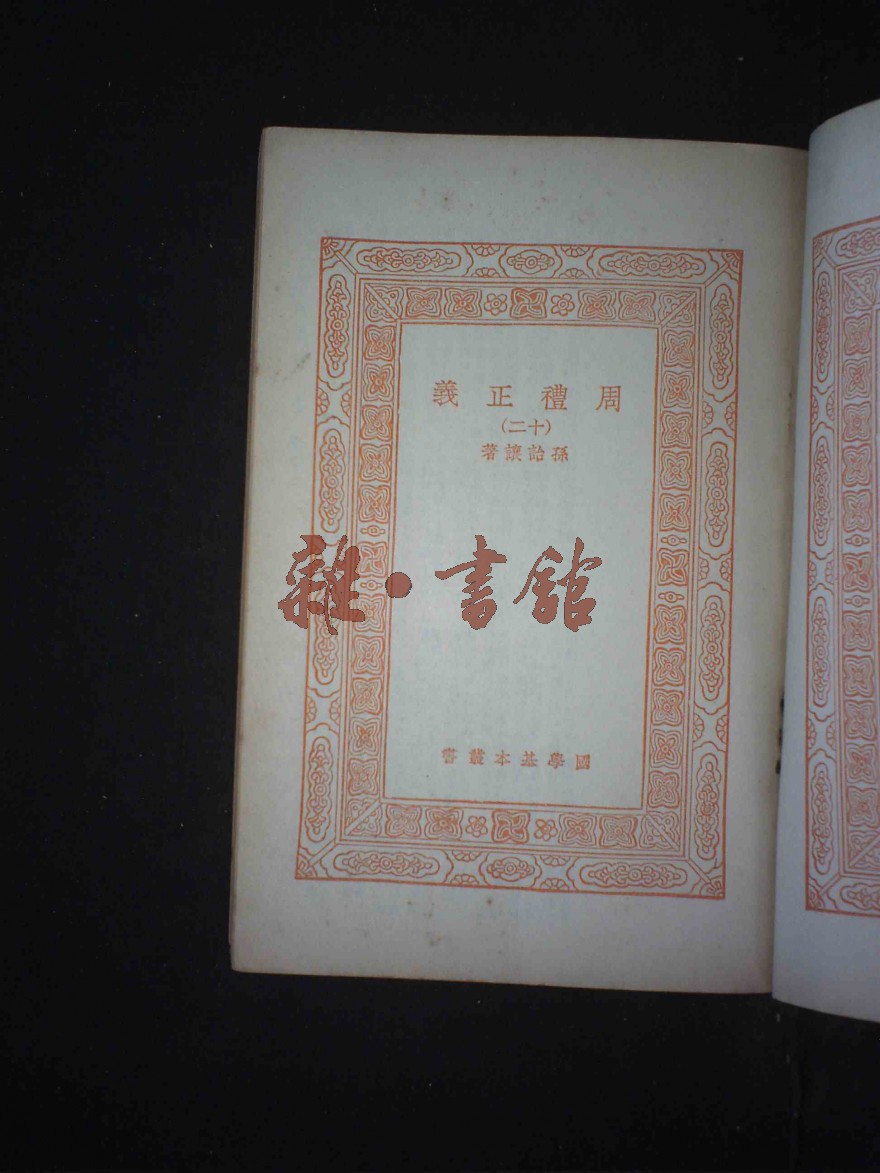 周禮正義
(十二)
孫詒讓著
雜·書館
國學基本叢書